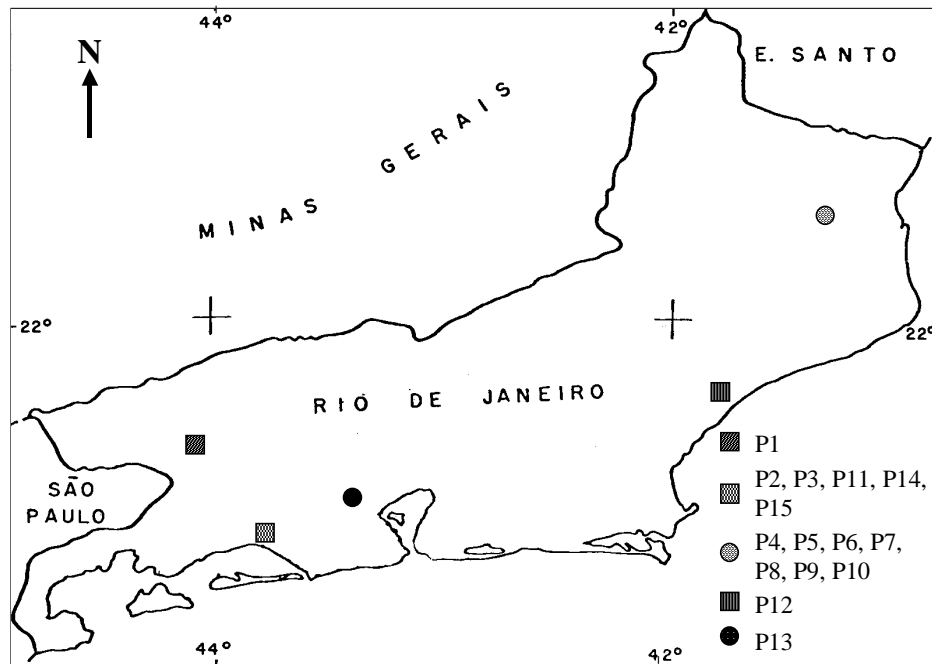 44°
42°
N
E. SANTO
MINAS GERAIS
22°
22°
RIO DE JANEIRO
P1
SÃO
PAULO
P2, P3, P11, P14,
P15
P4, P5, P6, P7,
P8, P9, P10
P12
P13
44°
42°